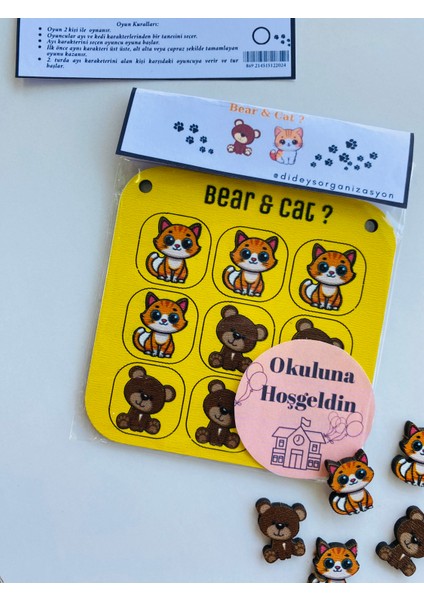 Oyun Kuralları:
• Oyun 2 kişi ile oynanır.
• Oyuncular ayı ve kedi karakterlerinden bir tanesini seçer.
• Ayı karakterini seçen oyuncu oyuna başlar.
• İlk önce aynı karakteri üst üste, alt alta veya çapraz şekilde tamamlayan oyunu kazanır.
• 2. turda ayı karakterini alan kişi karşıdaki oyuncuya verir ve tur başlar.
Bear & Cat ?
@dideysorganizasyon
Bear & Cat ?
Okuluna
Hoşgeldin